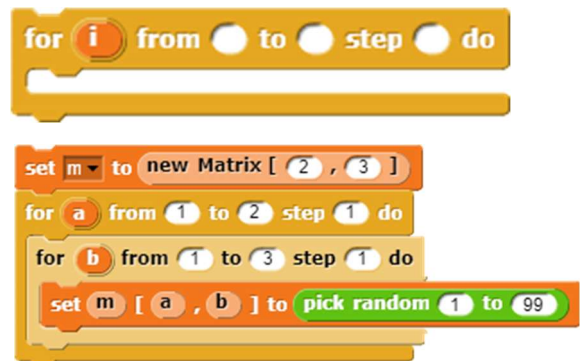 for i from to step do
set m to new Matrix [ 2 , 3 ]
for a from 1 to 2 step 1 do
for b from 1 to 3 step 1 do
set m [ a , b ] to pick random 1 to 99